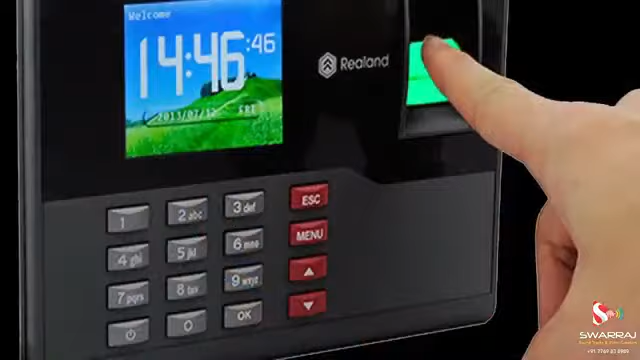 Welcome
14:46:46
2013/07/12 FRI
Realand
1 2 abc 3 def ESC
4 ghi 5 jkl 6 mno MENU
7 pqrs 8 tuv 9 wxyz
0 OK
SWARRAJ